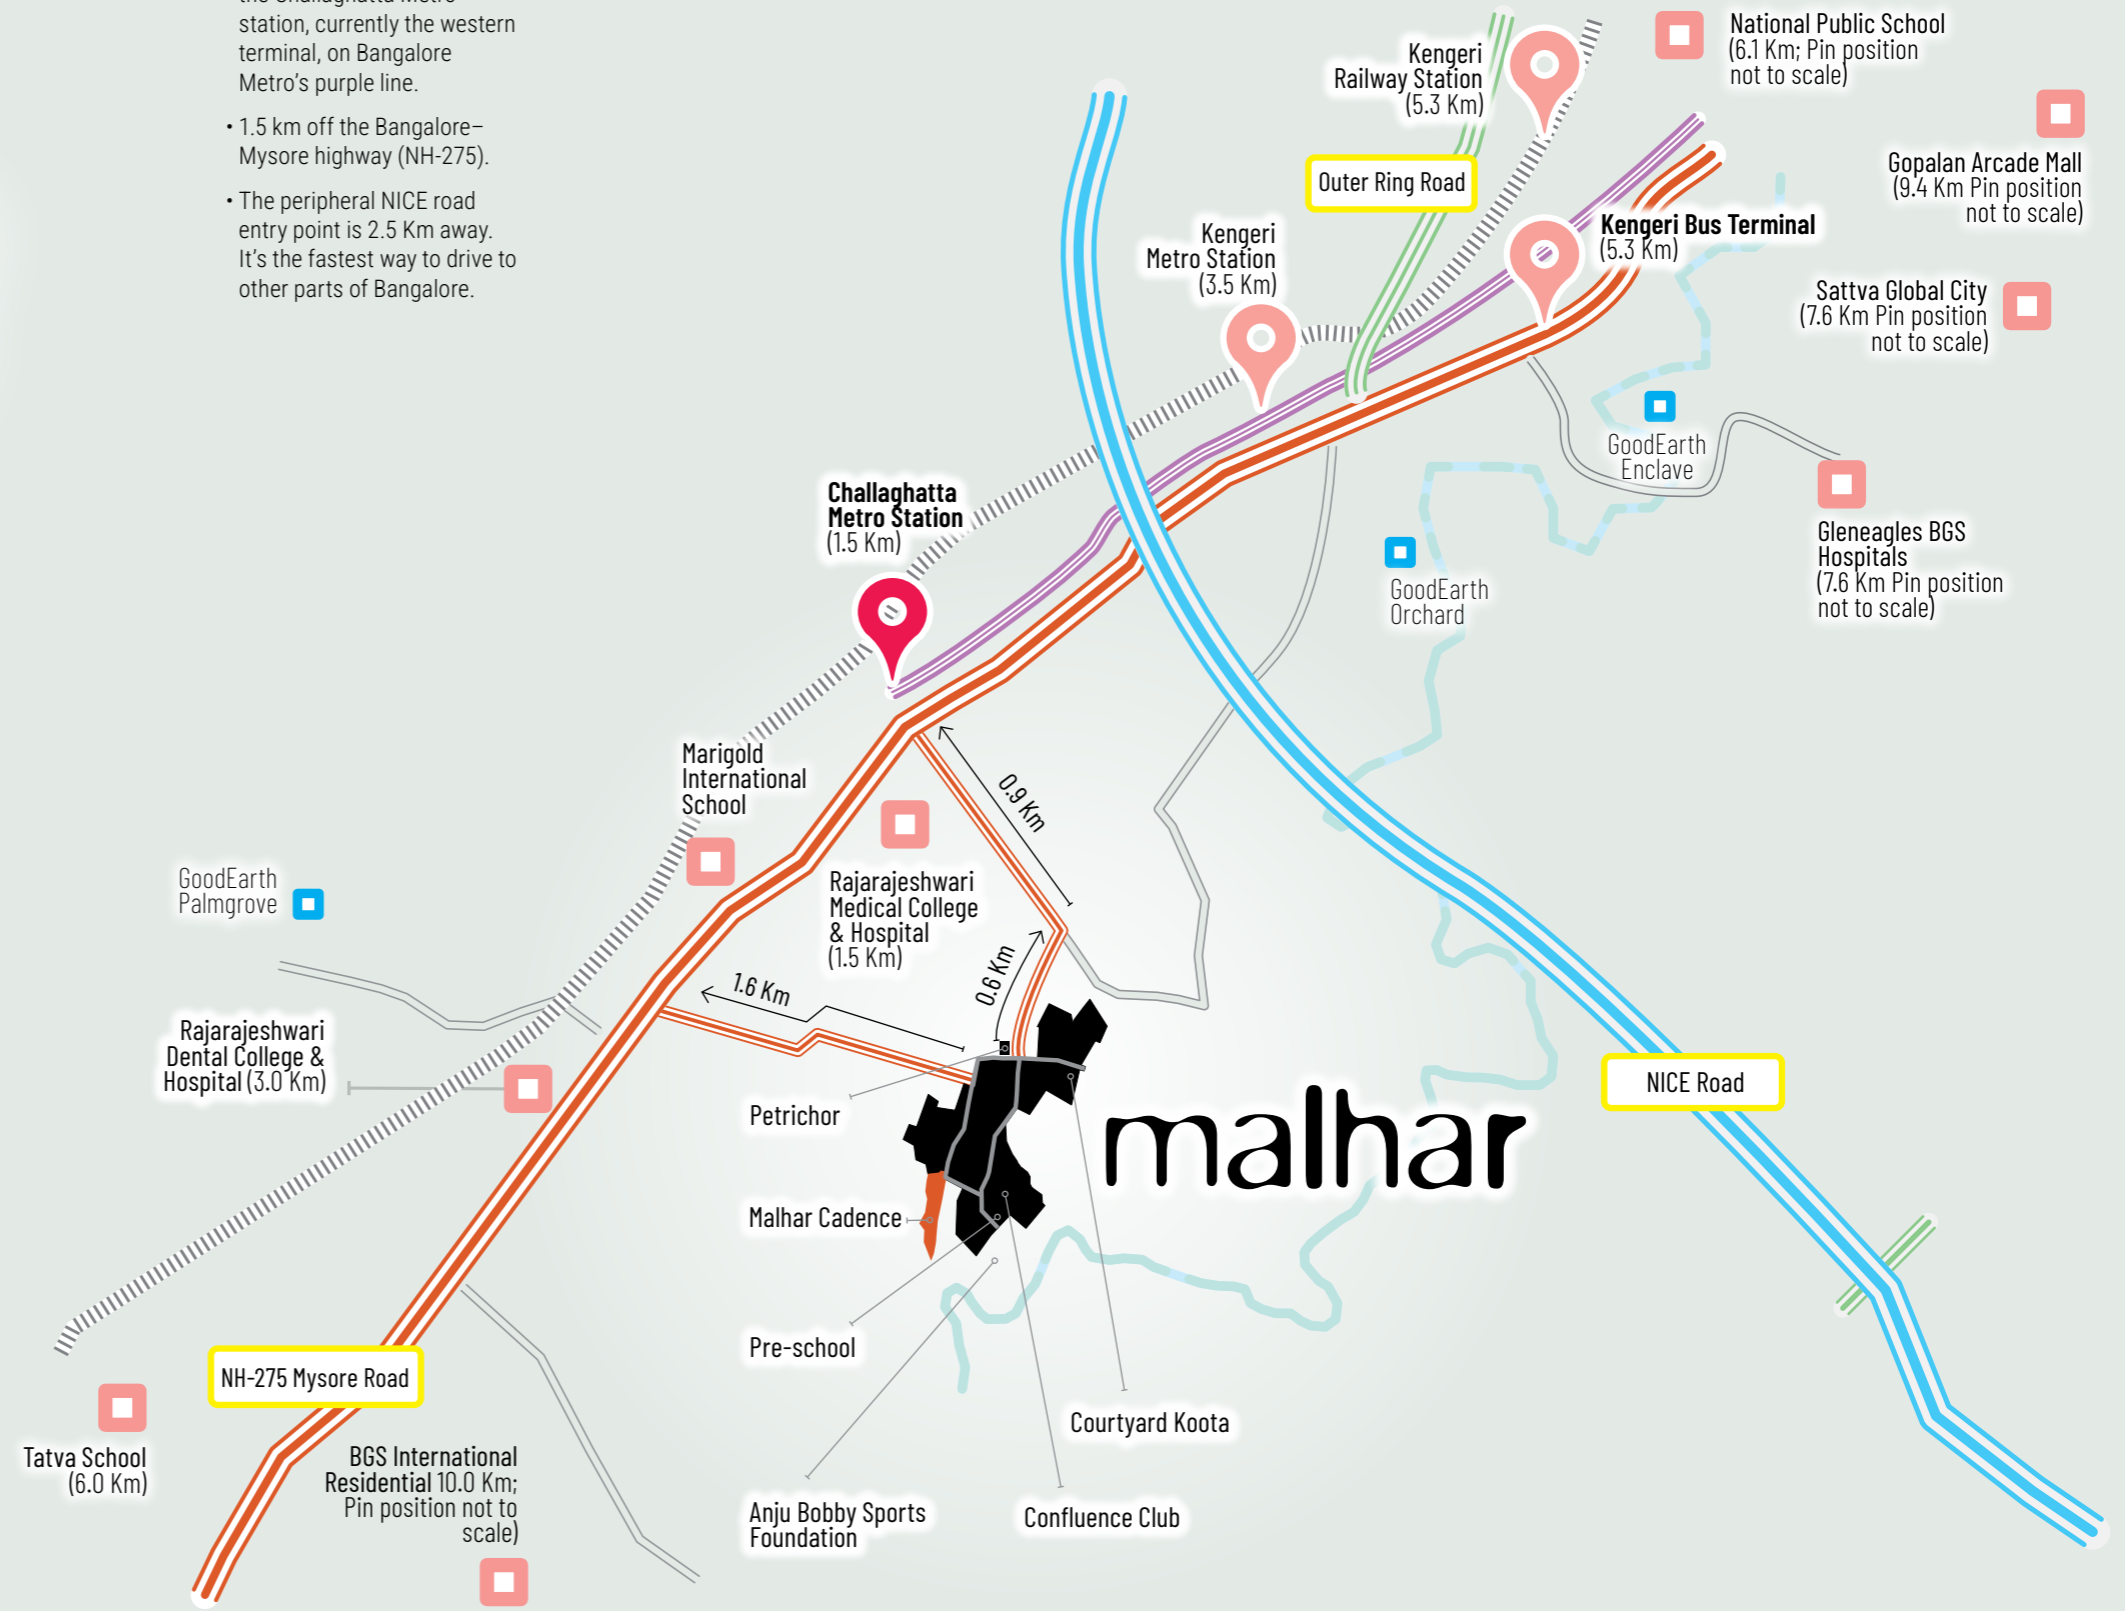 the Challaghatta Metro
station, currently the western
terminal, on Bangalore
Metro's purple line.
• 1.5 km off the Bangalore–
Mysore highway (NH-275).
• The peripheral NICE road
entry point is 2.5 Km away.
It's the fastest way to drive to
other parts of Bangalore.
National Public School
(6.1 Km; Pin position
not to scale)
Kengeri
Railway Station
(5.3 Km)
Gopalan Arcade Mall
(9.4 Km Pin position
not to scale)
Outer Ring Road
Kengeri Bus Terminal
(5.3 Km)
Kengeri
Metro Station
(3.5 Km)
Sattva Global City
(7.6 Km Pin position
not to scale)
GoodEarth
Enclave
Challaghatta
Metro Station
(1.5 Km)
Gleneagles BGS
Hospitals
(7.6 Km Pin position
not to scale)
GoodEarth
Orchard
Marigold
International
School
0.9 Km
GoodEarth
Palmgrove
Rajarajeshwari
Medical College
& Hospital
(1.5 Km)
0.6 Km
1.6 Km
Rajarajeshwari
Dental College &
Hospital (3.0 Km)
NICE Road
Petrichor
malhar
Malhar Cadence
Pre-school
NH-275 Mysore Road
Courtyard Koota
Tatva School
(6.0 Km)
BGS International
Residential 10.0 Km;
Pin position not to
scale)
Anju Bobby Sports
Foundation
Confluence Club